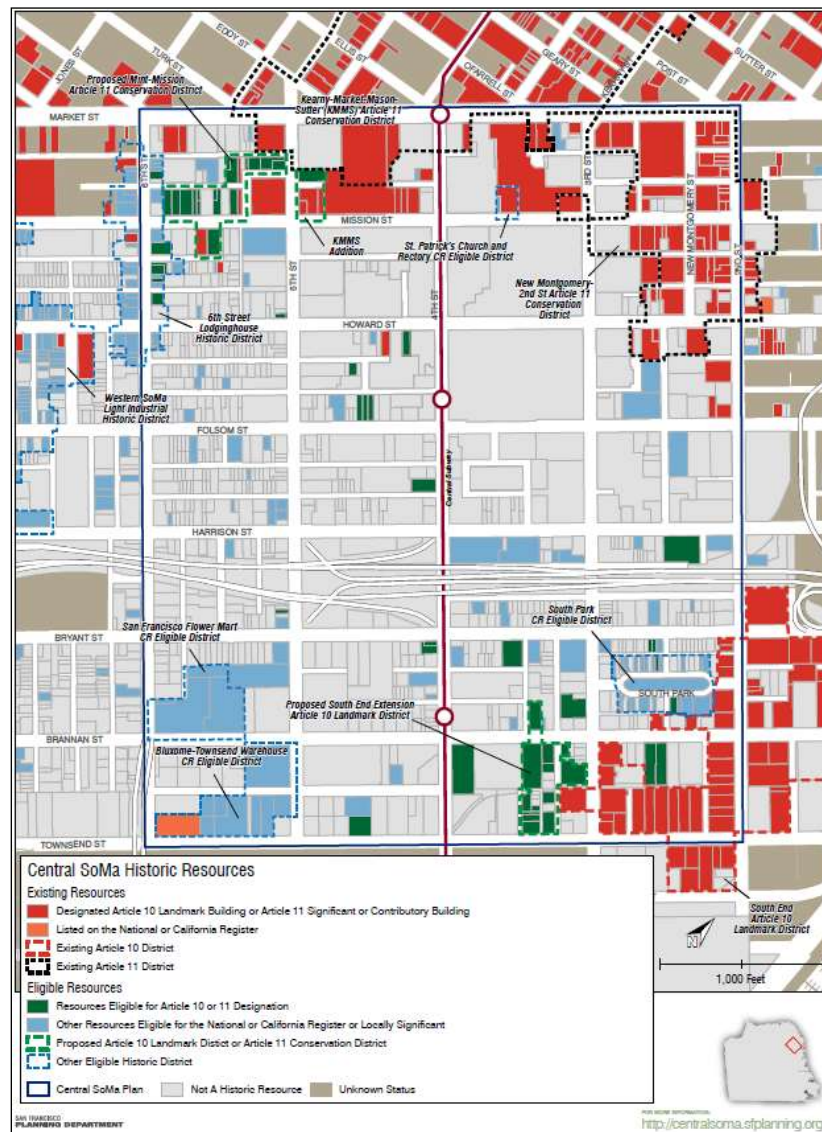 JONES ST
TURK ST
EDDY ST
ELLIS ST
OFARRELL ST
GEARY ST
POST ST
SUTTER ST
Proposed Mint-Mission
Article 11 Conservation District
Kearny-Market-Mason-
Sutter (KMMS) Article 11
Conservation District
MARKET ST
6TH ST
3RD ST
NEW MONTGOMERY ST
2ND ST
MISSION ST
KMMS
Addition
St. Patrick's Church and
Rectory CR Eligible District
New Montgomery-
2nd St Article 11
Conservation
District
5TH ST
4TH ST
6th Street
Lodginghouse
Historic District
HOWARD ST
Western SoMa
Light Industrial
Historic District
FOLSOM ST
Central Subway
HARRISON ST
San Francisco Flower Mart
CR Eligible District
South Park
CR Eligible District
BRYANT ST
SOUTH PARK
Proposed South End Extension
Article 10 Landmark District
BRANNAN ST
Bluxome-Townsend Warehouse
CR Eligible District
TOWNSEND ST
South End
Article 10
Landmark District
N
1,000 Feet
Central SoMa Historic Resources
Existing Resources
Designated Article 10 Landmark Building or Article 11 Significant or Contributory Building
Listed on the National or California Register
Existing Article 10 District
Existing Article 11 District
Eligible Resources
Resources Eligible for Article 10 or 11 Designation
Other Resources Eligible for the National or California Register or Locally Significant
Proposed Article 10 Landmark Distict or Article 11 Conservation District
Other Eligible Historic District
Central SoMa Plan Not A Historic Resource Unknown Status
SAN FRANCISCO
PLANNING DEPARTMENT
FOR MORE INFORMATION:
http://centralsoma.sfplanning.org